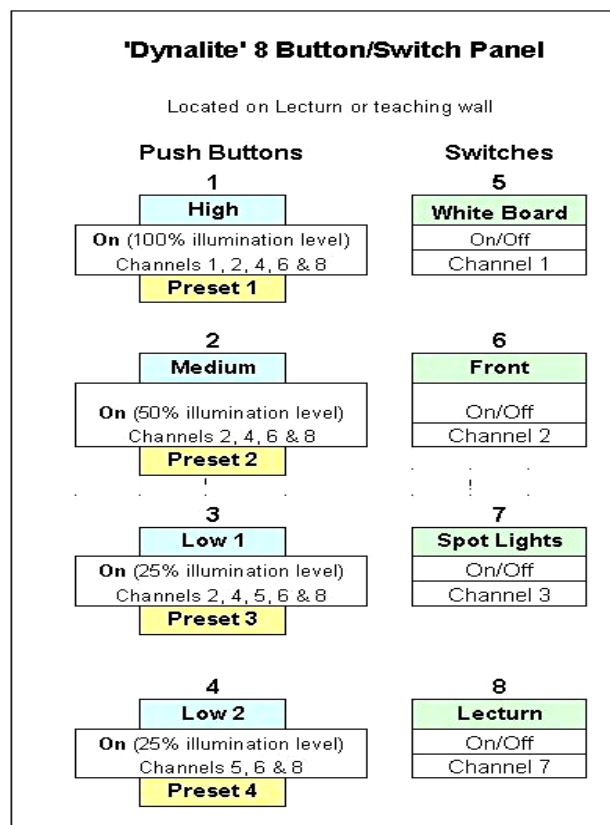 'Dynalite' 8 Button/Switch Panel
Located on Lecturn or teaching wall
Push Buttons
1
High
On (100% illumination level)
Channels 1, 2, 4, 6 & 8
Preset 1
2
Medium
On (50% illumination level)
Channels 2, 4, 6 & 8
Preset 2
3
Low 1
On (25% illumination level)
Channels 2, 4, 5, 6 & 8
Preset 3
4
Low 2
On (25% illumination level)
Channels 5, 6 & 8
Preset 4
Switches
5
White Board
On/Off
Channel 1
6
Front
On/Off
Channel 2
7
Spot Lights
On/Off
Channel 3
8
Lecturn
On/Off
Channel 7